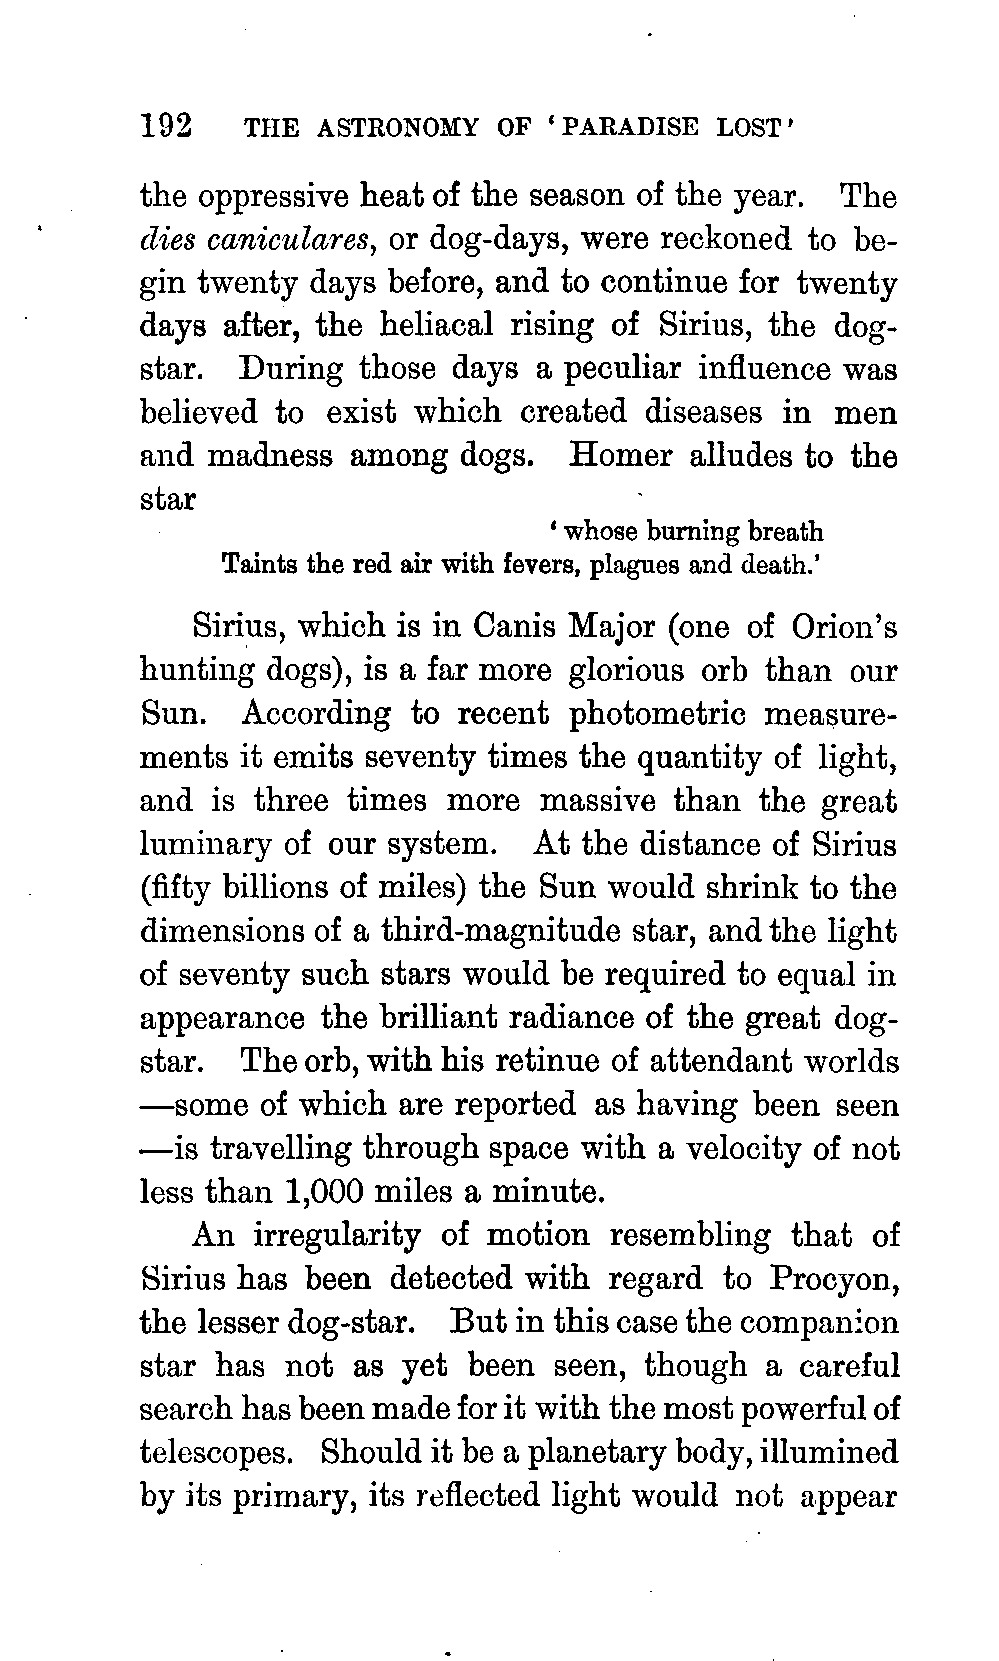 192 THE ASTRONOMY OF ‘PARADISE LOST’
the oppressive heat of the season of the year. The
dies caniculares, or dog-days, were reckoned to be-
gin twenty days before, and to continue for twenty
days after, the heliacal rising of Sirius, the dog-
star. During those days a peculiar influence was
believed to exist which created diseases in men
and madness among dogs. Homer alludes to the
star
‘whose burning breath
Taints the red air with fevers, plagues and death.’
Sirius, which is in Canis Major (one of Orion’s
hunting dogs), is a far more glorious orb than our
Sun. According to recent photometric measure-
ments it emits seventy times the quantity of light,
and is three times more massive than the great
luminary of our system. At the distance of Sirius
(fifty billions of miles) the Sun would shrink to the
dimensions of a third-magnitude star, and the light
of seventy such stars would be required to equal in
appearance the brilliant radiance of the great dog-
star. The orb, with his retinue of attendant worlds
—some of which are reported as having been seen
—is travelling through space with a velocity of not
less than 1,000 miles a minute.
An irregularity of motion resembling that of
Sirius has been detected with regard to Procyon,
the lesser dog-star. But in this case the companion
star has not as yet been seen, though a careful
search has been made for it with the most powerful of
telescopes. Should it be a planetary body, illumined
by its primary, its reflected light would not appear